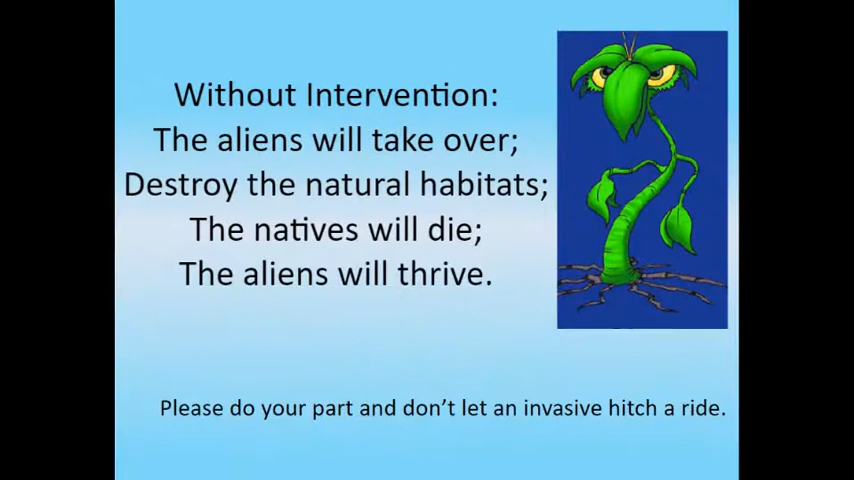 Without Intervention:
The aliens will take over;
Destroy the natural habitats;
The natives will die;
The aliens will thrive.
Please do your part and don’t let an invasive hitch a ride.